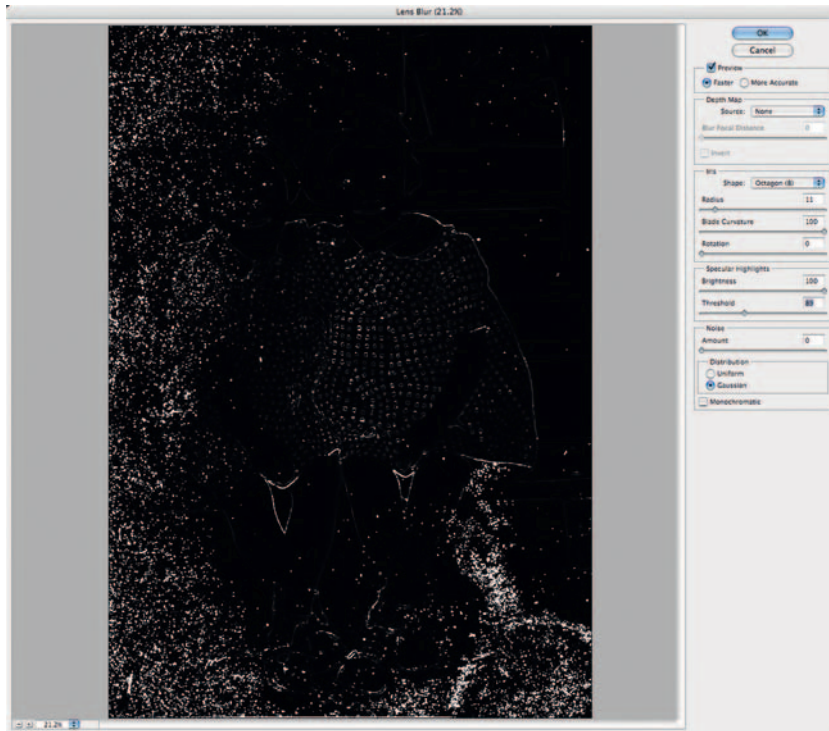 Lens Blur (21.2%)
OK
Cancel
Preview
Faster More Accurate
Depth Map
Source: None
Blur Focal Distance 0
Invert
Iris
Shape: Octagon (8)
Radius 11
Blade Curvature 100
Rotation 0
Specular Highlights
Brightness 100
Threshold
Noise
Amount 0
Distribution
Uniform
Gaussian
Monochromatic
21.2%